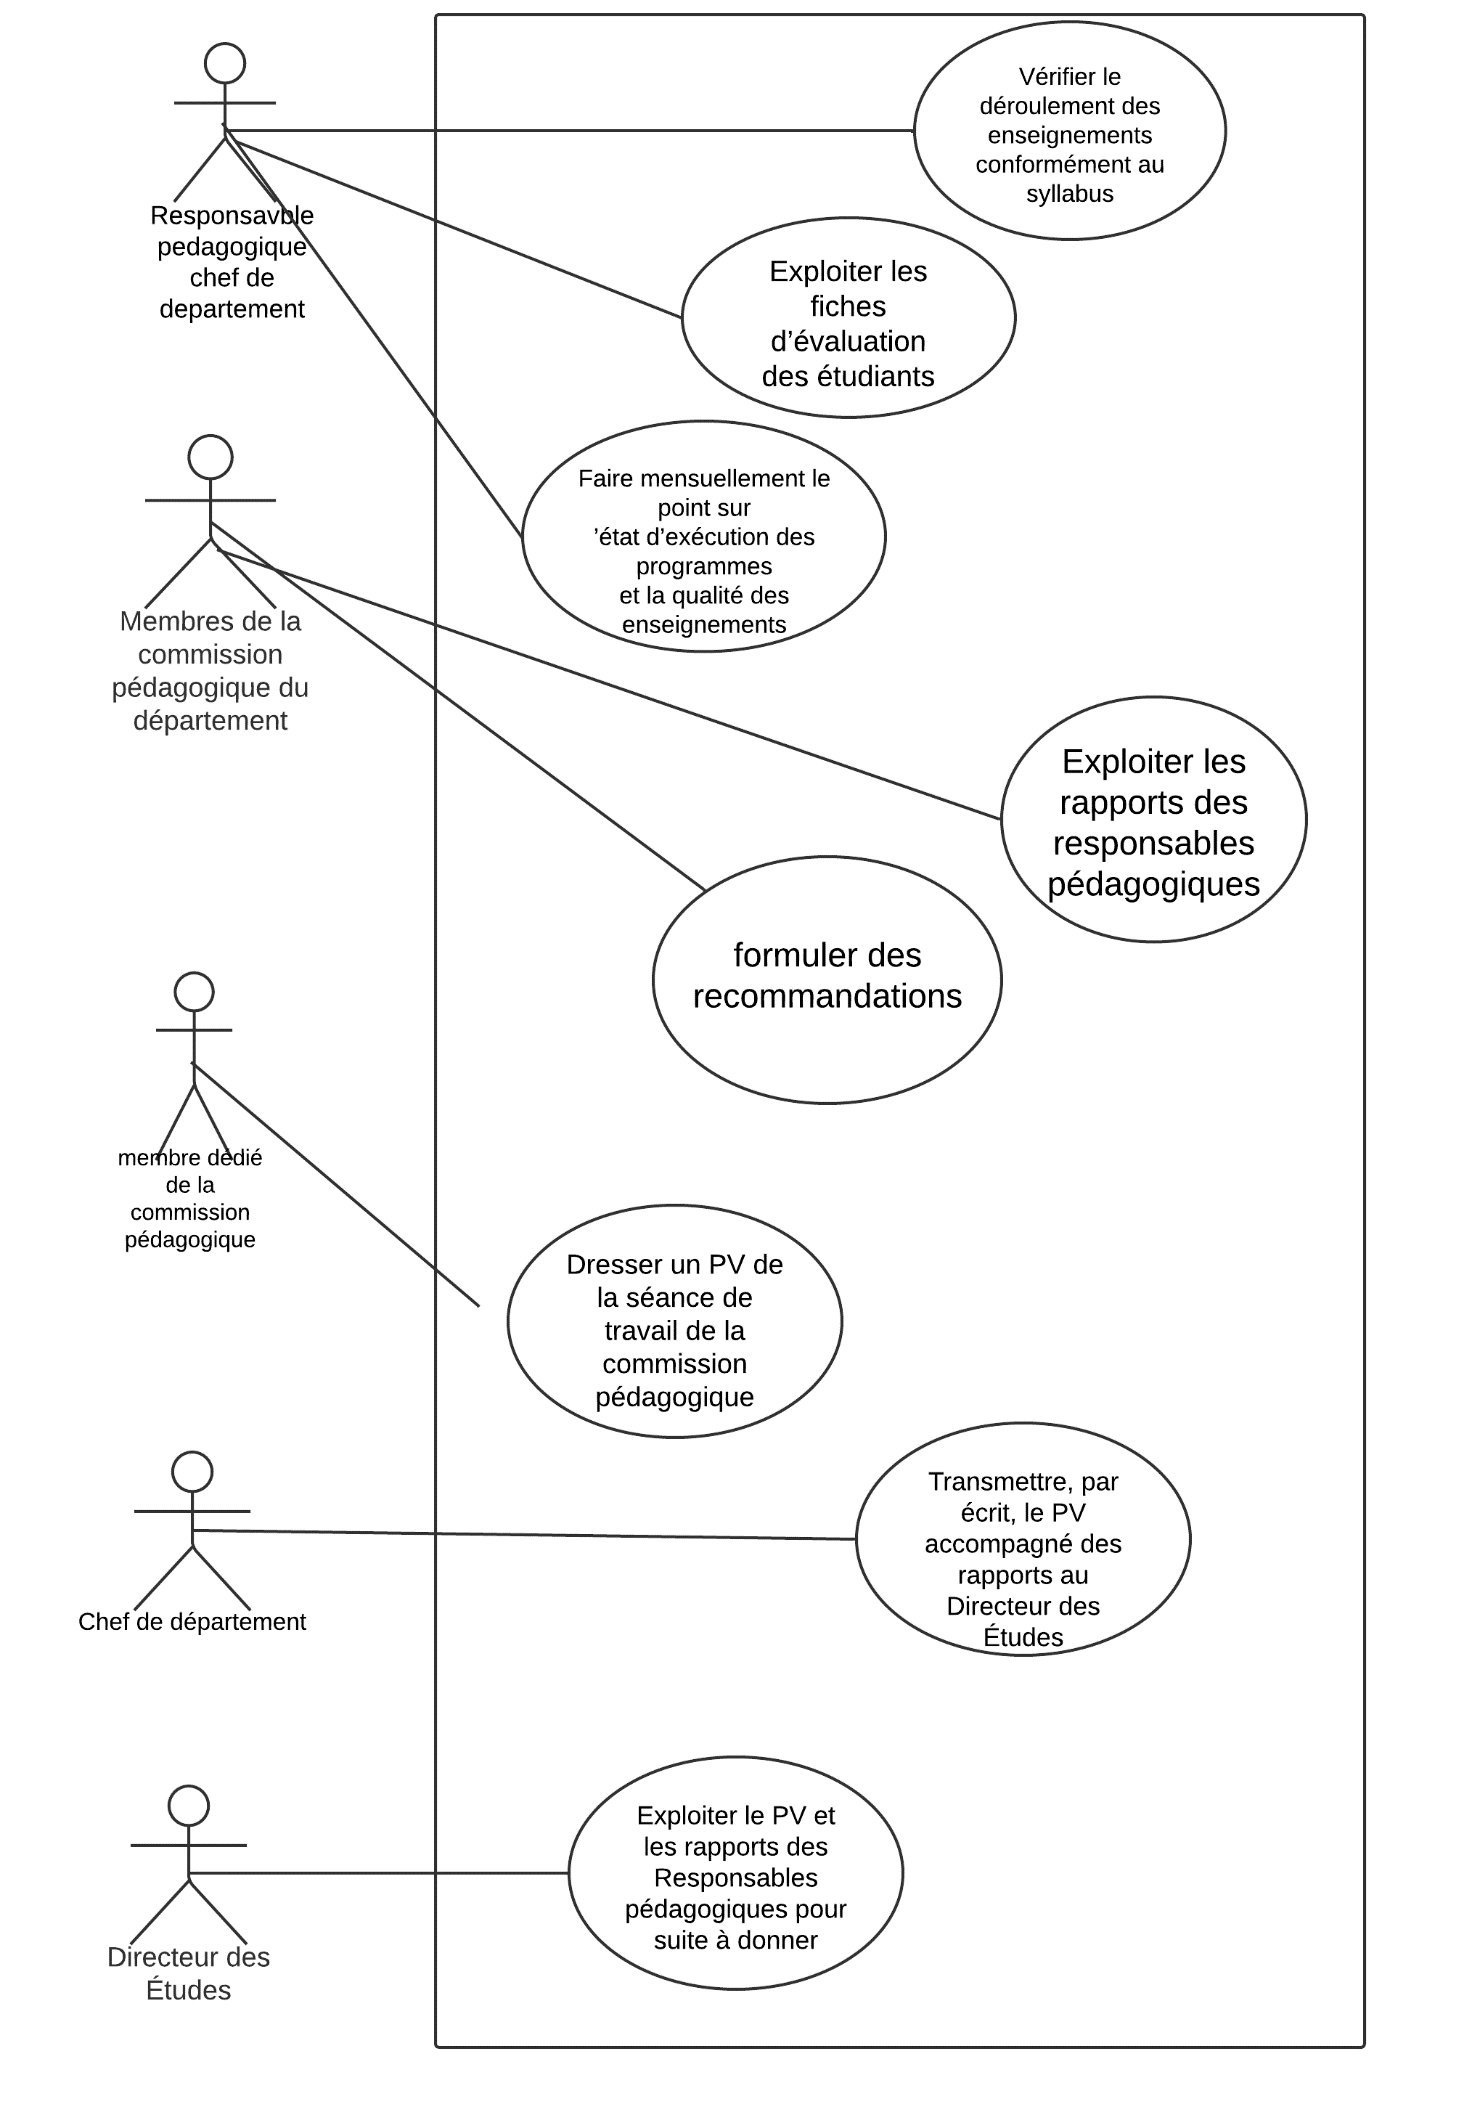 Vérifier le
déroulement des
enseignements
conformément au
syllabus
Responsavble
pedagogique
chef de
departement
Exploiter les
fiches
d’évaluation
des étudiants
Faire mensuellement le
point sur
’état d’exécution des
programmes
et la qualité des
enseignements
Membres de la
commission
pédagogique du
département
Exploiter les
rapports des
responsables
pédagogiques
formuler des
recommandations
membre dédié
de la
commission
pédagogique
Dresser un PV de
la séance de
travail de la
commission
pédagogique
Transmettre, par
écrit, le PV
accompagné des
rapports au
Directeur des
Études
Chef de département
Exploiter le PV et
les rapports des
Responsables
pédagogiques pour
suite à donner
Directeur des
Études